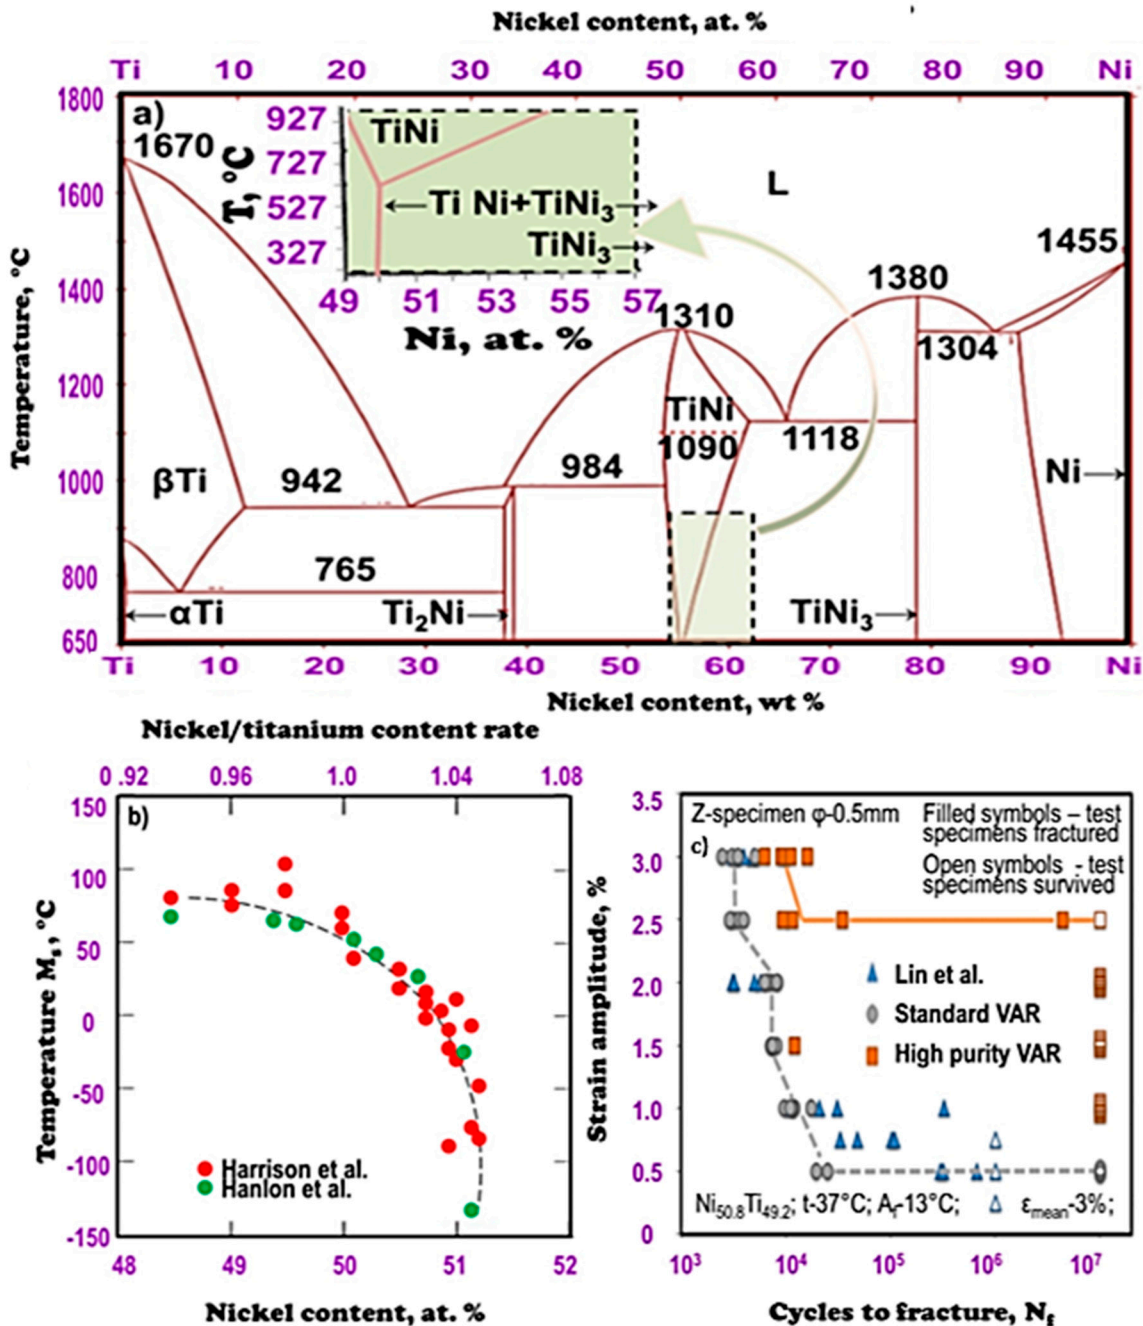 Nickel content, at. %
Ti 10 20 30 40 50 60 70 80 90 Ni
1800
1600
1400
1200
1000
800
650
Temperature, °C
a)
1670
927
727
527
327
T, °C
TiNi
Ti Ni+TiNi3
TiNi3
49 51 53 55 57
Ni, at. %
L
1455
1380
1310
1304
TiNi
1090
1118
984
βTi
942
Ni
765
αTi
Ti2Ni
TiNi3
Ti 10 20 30 40 50 60 70 80 90 Ni
Nickel content, wt %
Nickel/titanium content rate
0.92 0.96 1.0 1.04 1.08
b)
150
100
50
0
-50
-100
-150
Temperature Ms, °C
Harrison et al.
Hanlon et al.
48 49 50 51 52
Nickel content, at. %
3.5
3.0
2.5
2.0
1.5
1.0
0.5
0
Strain amplitude, %
Z-specimen φ-0.5mm
c)
Filled symbols – test
specimens fractured
Open symbols - test
specimens survived
Lin et al.
Standard VAR
High purity VAR
Ni50.8Ti49.2; t-37°C; Af-13°C; εmean-3%;
10³ 10⁴ 10⁵ 10⁶ 10⁷
Cycles to fracture, Nf